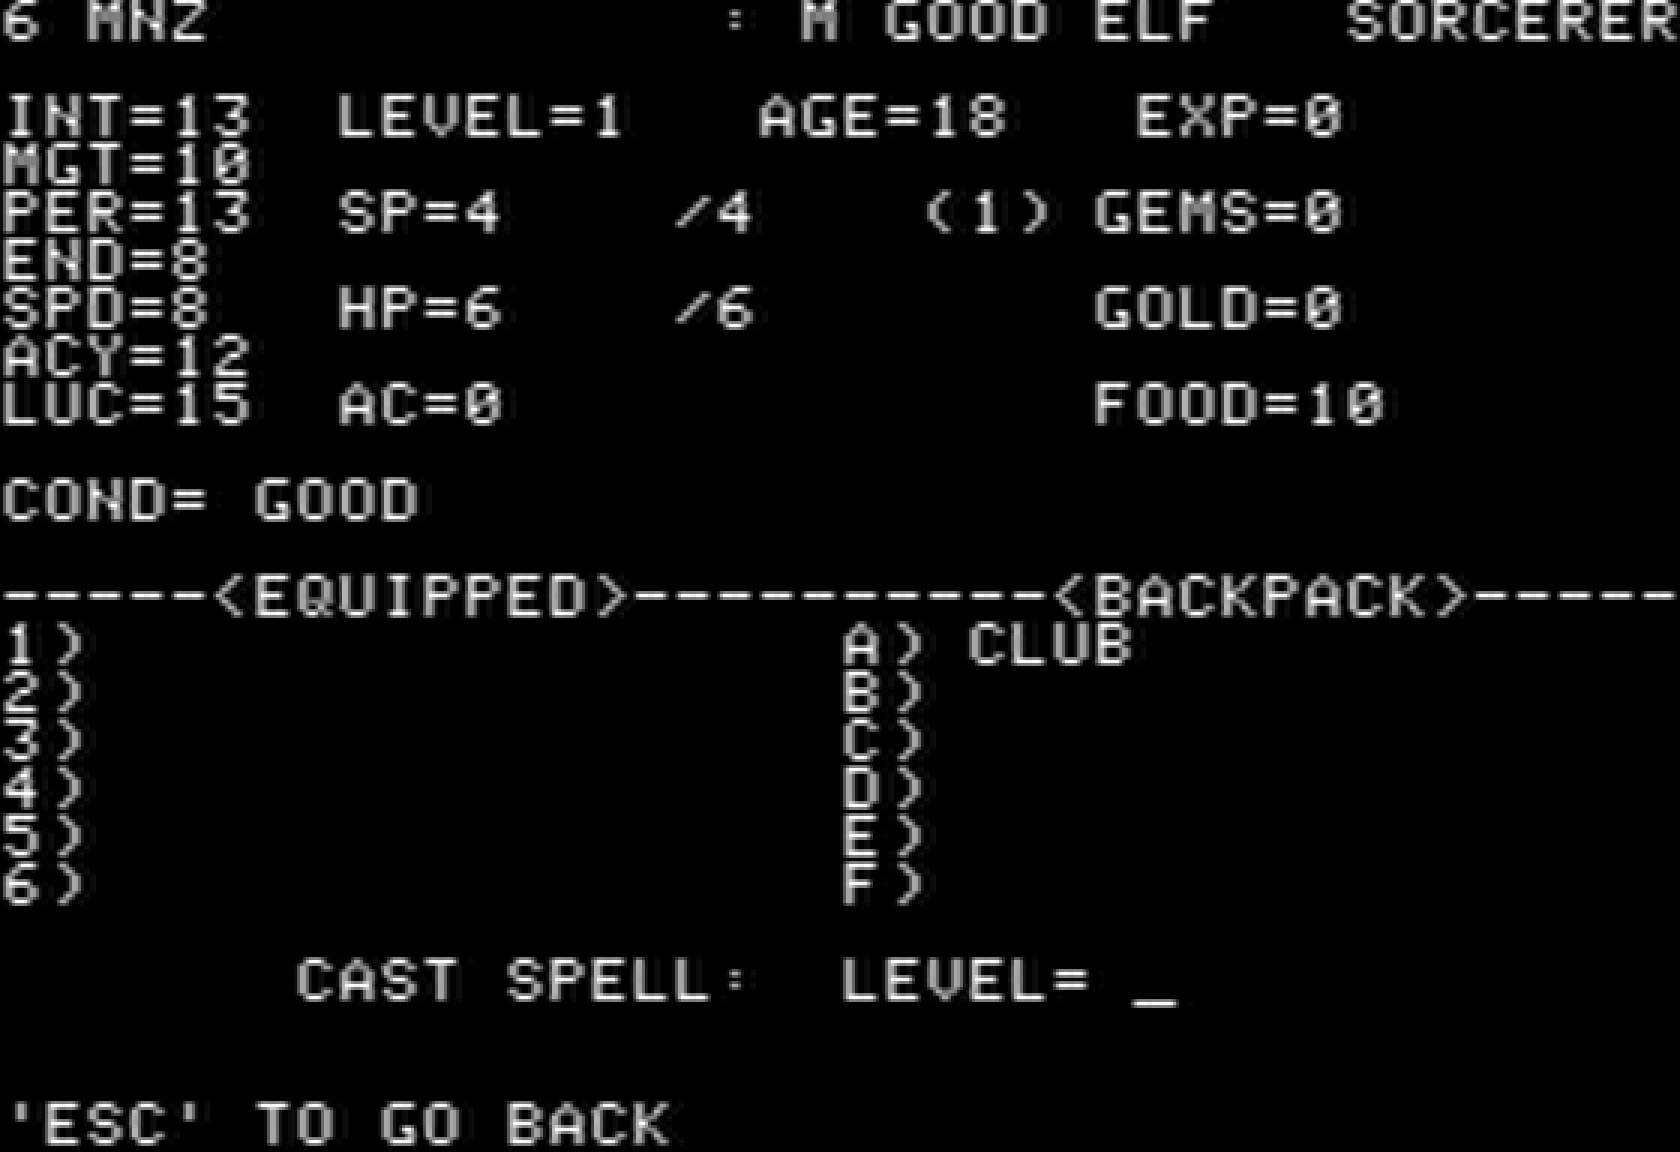 6 MNZ : M GOOD ELF SORCERER
INT=13 LEVEL=1 AGE=18 EXP=0
MGT=10
PER=13 SP=4 /4 (1) GEMS=0
END=8
SPD=8 HP=6 /6 GOLD=0
ACY=12
LUC=15 AC=0 FOOD=10
COND= GOOD
-----<EQUIPPED>----------<BACKPACK>-----
1) A) CLUB
2) B)
3) C)
4) D)
5) E)
6) F)
CAST SPELL: LEVEL= _
'ESC' TO GO BACK